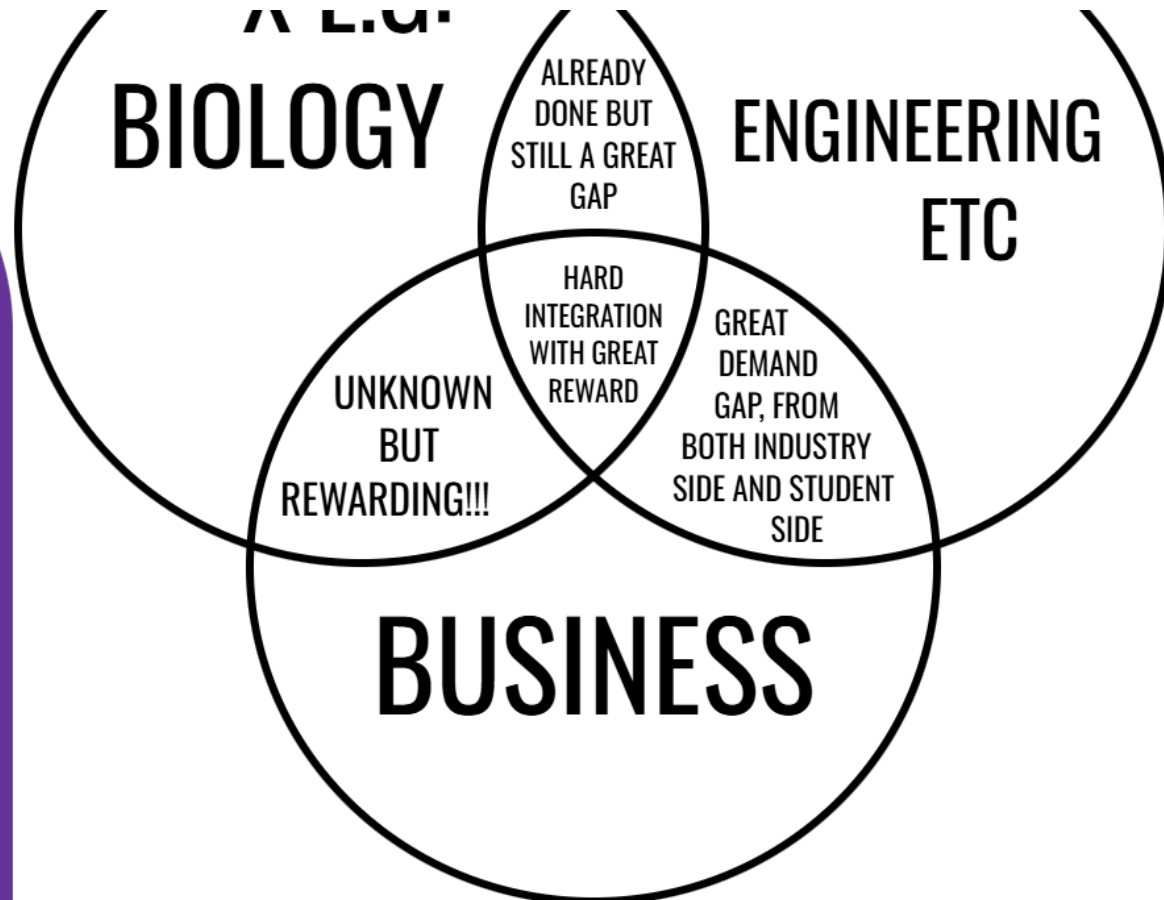 X E.G.
BIOLOGY
ALREADY
DONE BUT
STILL A GREAT
GAP
ENGINEERING
ETC
HARD
INTEGRATION
WITH GREAT
REWARD
UNKNOWN
BUT
REWARDING!!!
GREAT
DEMAND
GAP, FROM
BOTH INDUSTRY
SIDE AND STUDENT
SIDE
BUSINESS